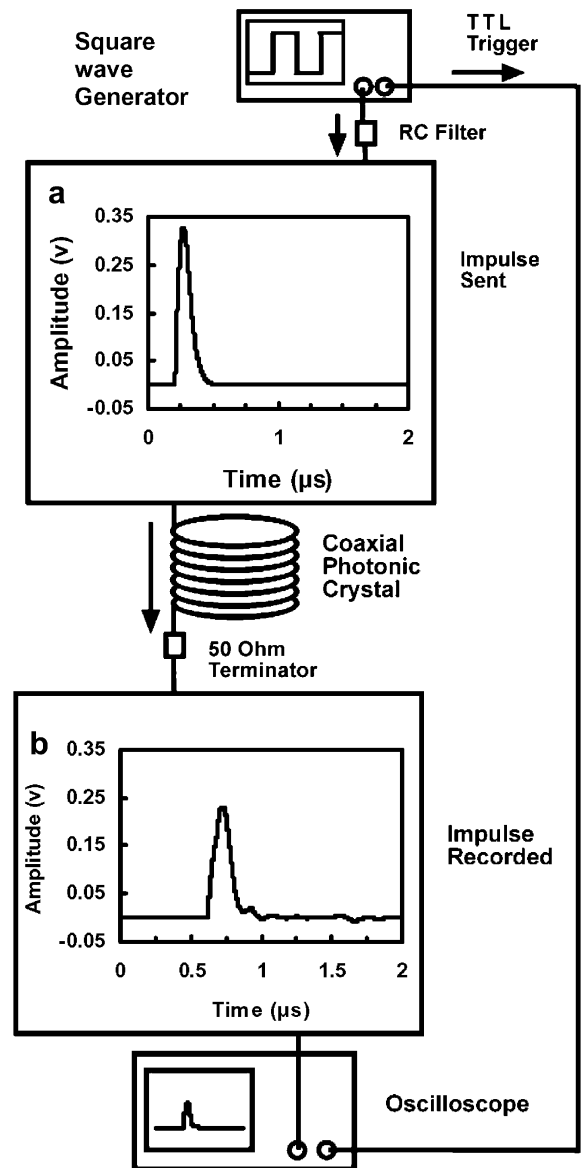 Square
wave
Generator
TTL
Trigger
RC Filter
a
Amplitude (v)
0.35
0.25
0.15
0.05
-0.05
0
1
2
Time (µs)
Impulse
Sent
Coaxial
Photonic
Crystal
50 Ohm
Terminator
b
Amplitude (v)
0.35
0.25
0.15
0.05
-0.05
0
0.5
1
1.5
2
Time (µs)
Impulse
Recorded
Oscilloscope